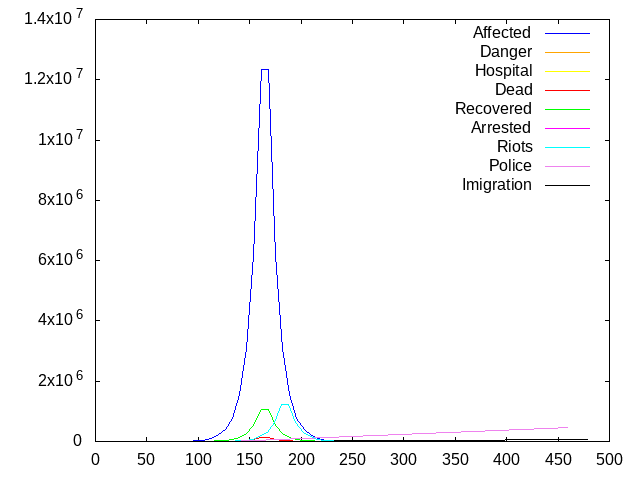 1.4x10^7
1.2x10^7
1x10^7
8x10^6
6x10^6
4x10^6
2x10^6
0
0 50 100 150 200 250 300 350 400 450 500
Affected
Danger
Hospital
Dead
Recovered
Arrested
Riots
Police
Imigration